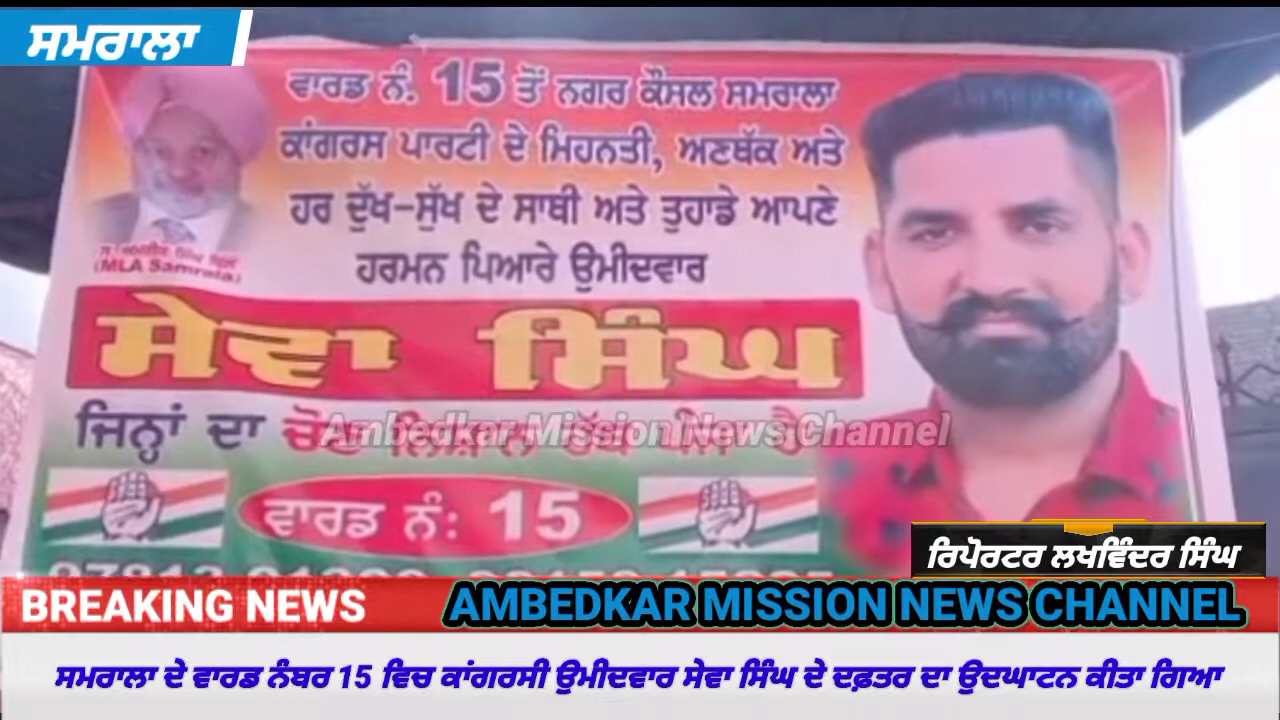 ਸਮਰਾਲਾ
ਵਾਰਡ ਨੰ. 15 ਤੋਂ ਨਗਰ ਕੌਂਸਲ ਸਮਰਾਲਾ
ਕਾਂਗਰਸ ਪਾਰਟੀ ਦੇ ਮਿਹਨਤੀ, ਅਣਥੱਕ ਅਤੇ
ਹਰ ਦੁੱਖ-ਸੁੱਖ ਦੇ ਸਾਥੀ ਅਤੇ ਤੁਹਾਡੇ ਆਪਣੇ
ਹਰਮਨ ਪਿਆਰੇ ਉਮੀਦਵਾਰ
(MLA Samrala)
ਸੇਵਾ ਸਿੰਘ
ਜਿਨ੍ਹਾਂ ਦਾ ਚੋਣ ਨਿਸ਼ਾਨ ਹੱਥ ਪੰਜਾ ਹੈ
Ambedkar Mission News Channel
ਵਾਰਡ ਨੰ: 15
ਰਿਪੋਰਟਰ ਲਖਵਿੰਦਰ ਸਿੰਘ
BREAKING NEWS AMBEDKAR MISSION NEWS CHANNEL
ਸਮਰਾਲਾ ਦੇ ਵਾਰਡ ਨੰਬਰ 15 ਵਿਚ ਕਾਂਗਰਸੀ ਉਮੀਦਵਾਰ ਸੇਵਾ ਸਿੰਘ ਦੇ ਦਫ਼ਤਰ ਦਾ ਉਦਘਾਟਨ ਕੀਤਾ ਗਿਆ